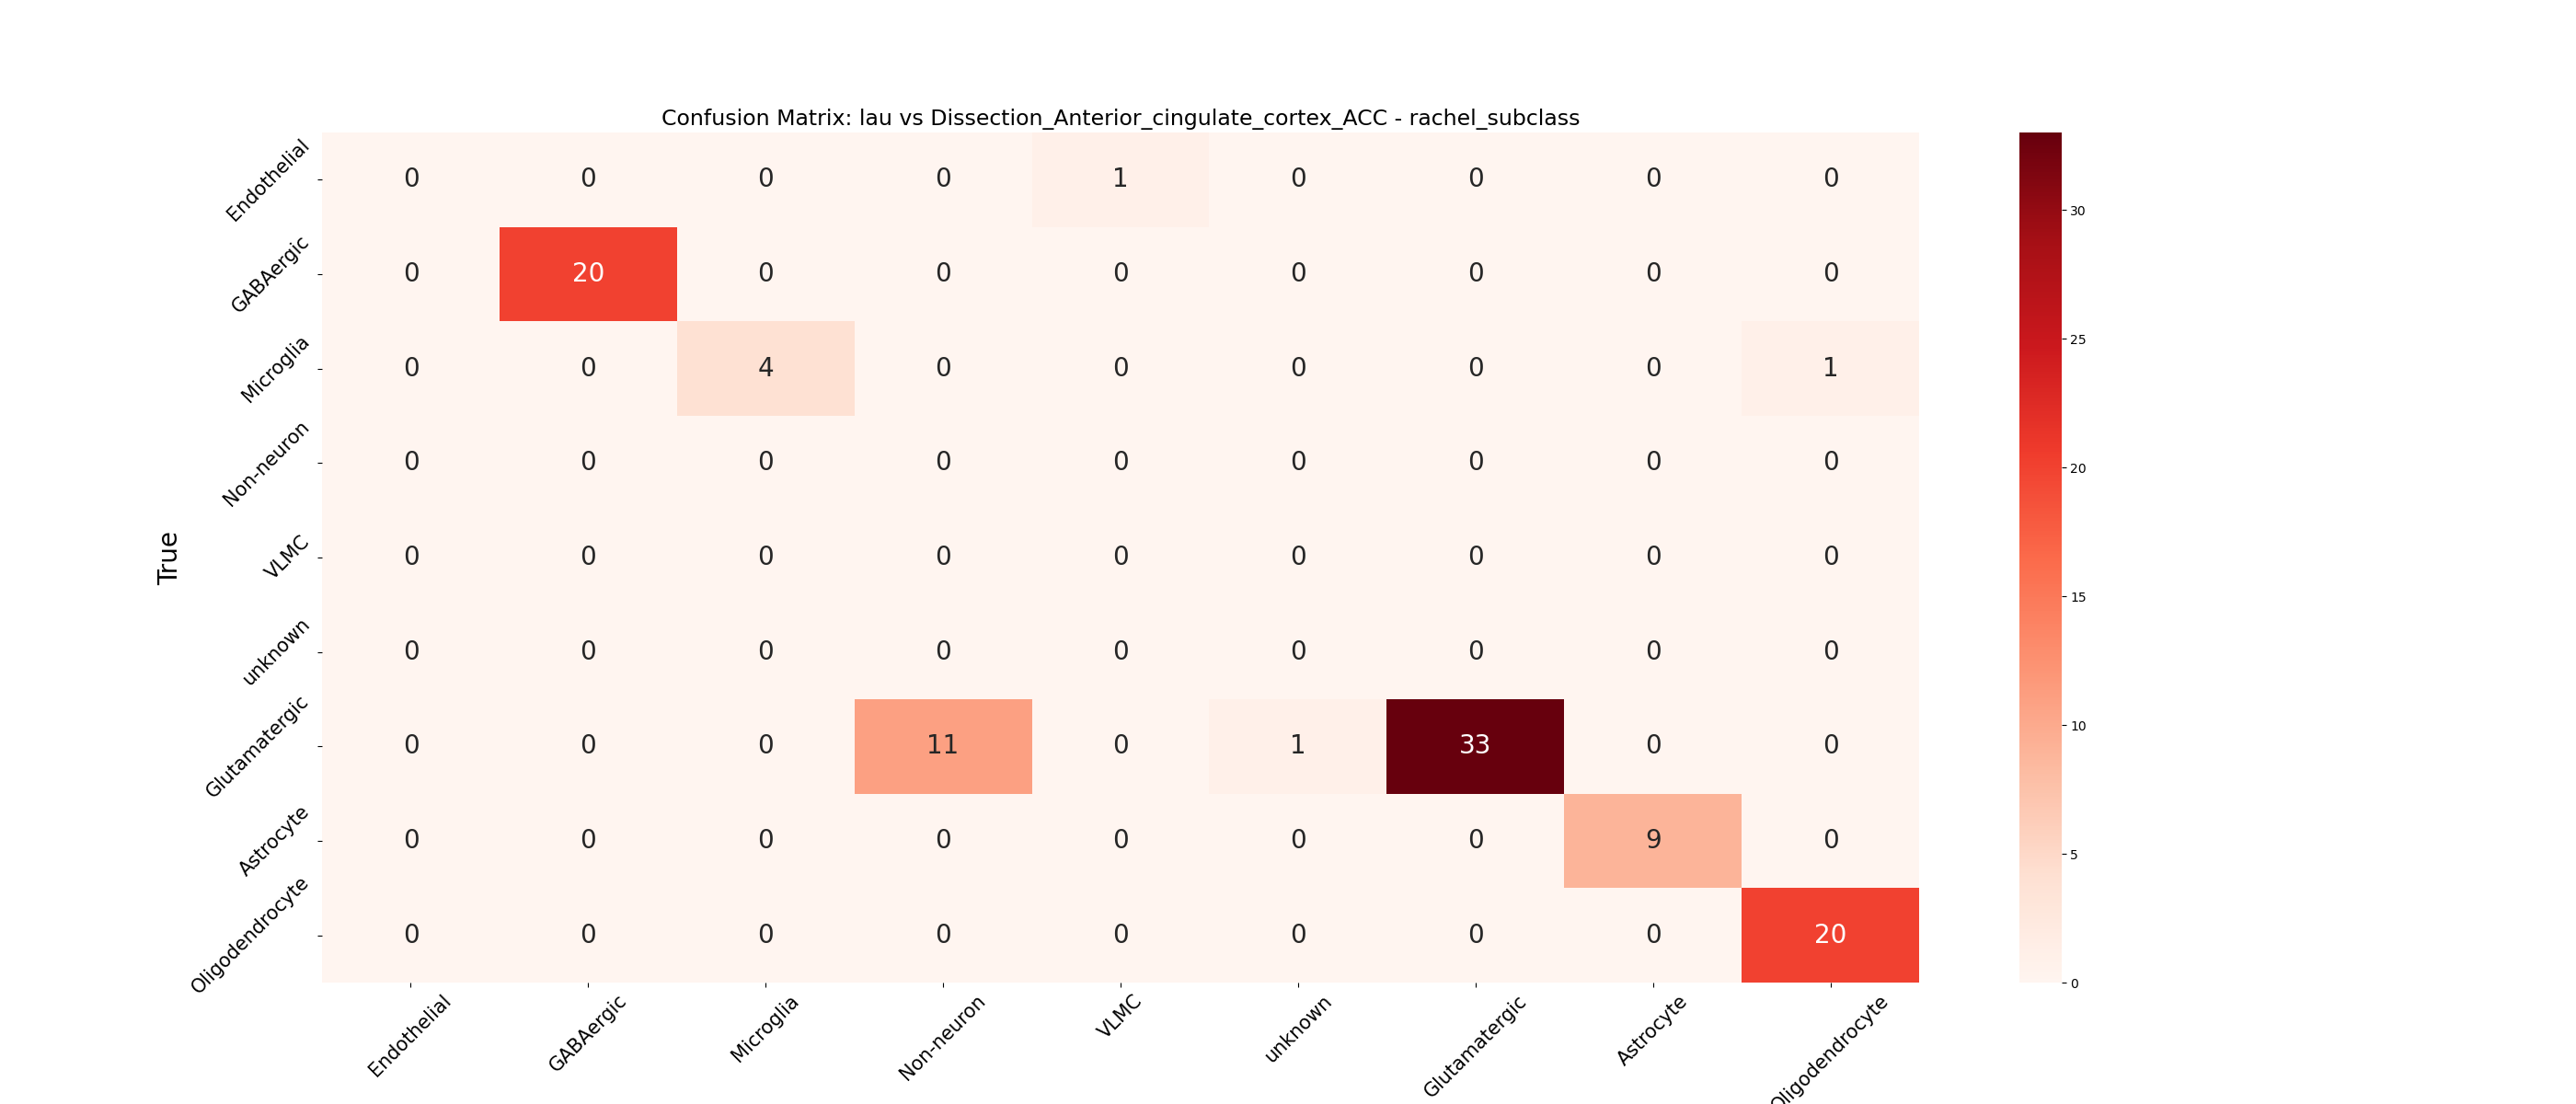 Confusion Matrix: lau vs Dissection_Anterior_cingulate_cortex_ACC - rachel_subclass
True
Endothelial 0 0 0 0 1 0 0 0 0
GABAergic 0 20 0 0 0 0 0 0 0
Microglia 0 0 4 0 0 0 0 0 1
Non-neuron 0 0 0 0 0 0 0 0 0
VLMC 0 0 0 0 0 0 0 0 0
unknown 0 0 0 0 0 0 0 0 0
Glutamatergic 0 0 0 11 0 1 33 0 0
Astrocyte 0 0 0 0 0 0 0 9 0
Oligodendrocyte 0 0 0 0 0 0 0 0 20
Endothelial GABAergic Microglia Non-neuron VLMC unknown Glutamatergic Astrocyte Oligodendrocyte
30
25
20
15
10
5
0